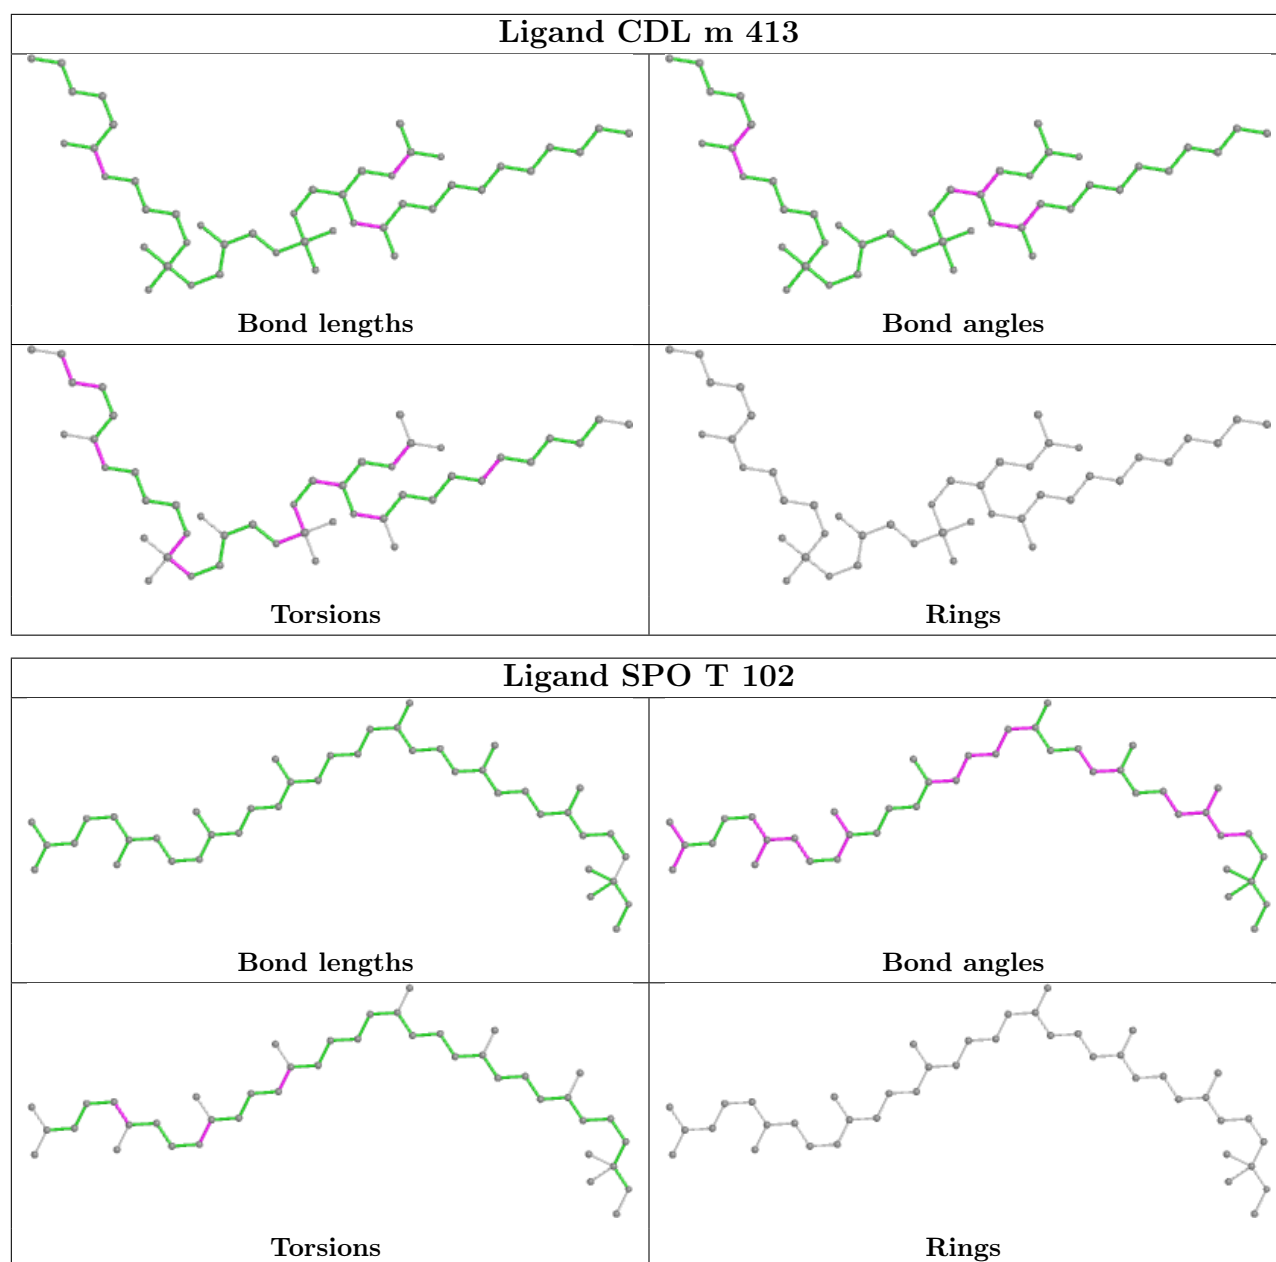 Ligand CDL m 413
Bond lengths
Bond angles
Torsions
Rings
Ligand SPO T 102
Bond lengths
Bond angles
Torsions
Rings